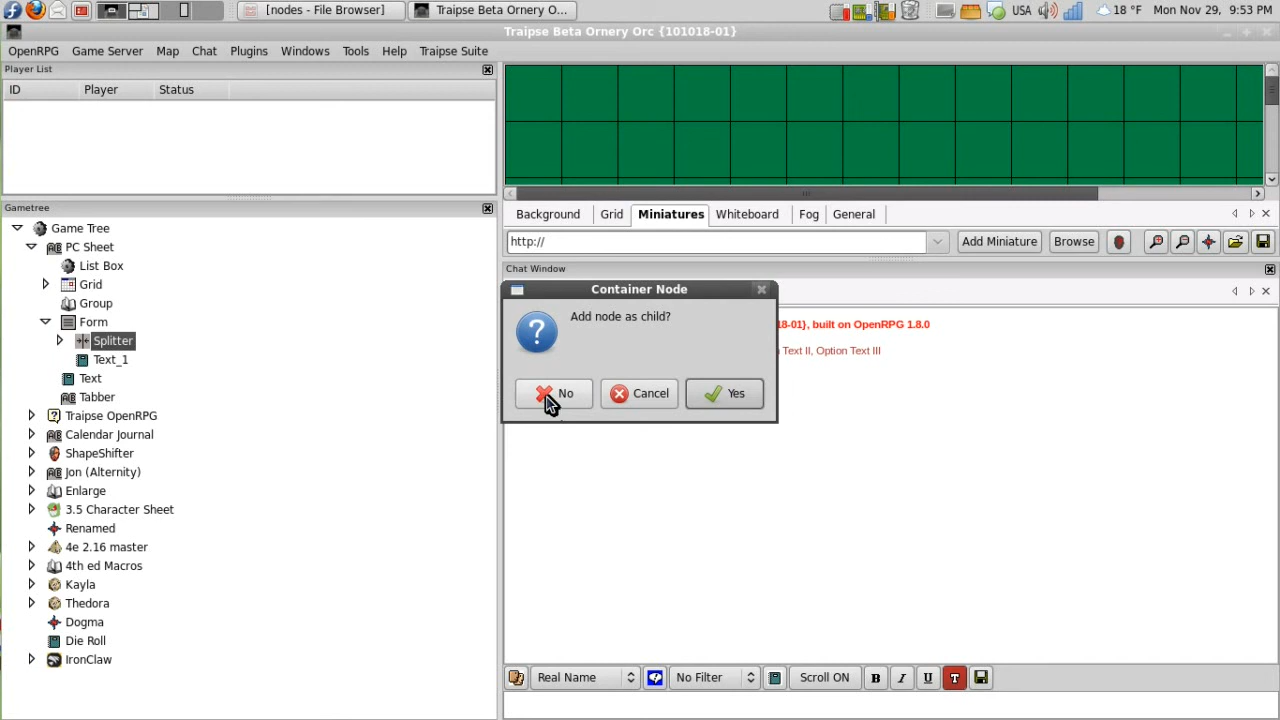 [nodes - File Browser]
Traipse Beta Ornery O...
USA
18 °F
Mon Nov 29, 9:53 PM
Traipse Beta Ornery Orc {101018-01}
OpenRPG Game Server Map Chat Plugins Windows Tools Help Traipse Suite
Player List
ID Player Status
Gametree
Game Tree
PC Sheet
List Box
Grid
Group
Form
Splitter
Text_1
Text
Tabber
Traipse OpenRPG
Calendar Journal
ShapeShifter
Jon (Alternity)
Enlarge
3.5 Character Sheet
Renamed
4e 2.16 master
4th ed Macros
Kayla
Thedora
Dogma
Die Roll
IronClaw
Background Grid Miniatures Whiteboard Fog General
http://
Add Miniature Browse
Chat Window
Container Node
Add node as child?
No Cancel Yes
18-01}, built on OpenRPG 1.8.0
Text II, Option Text III
Real Name No Filter Scroll ON B I U T